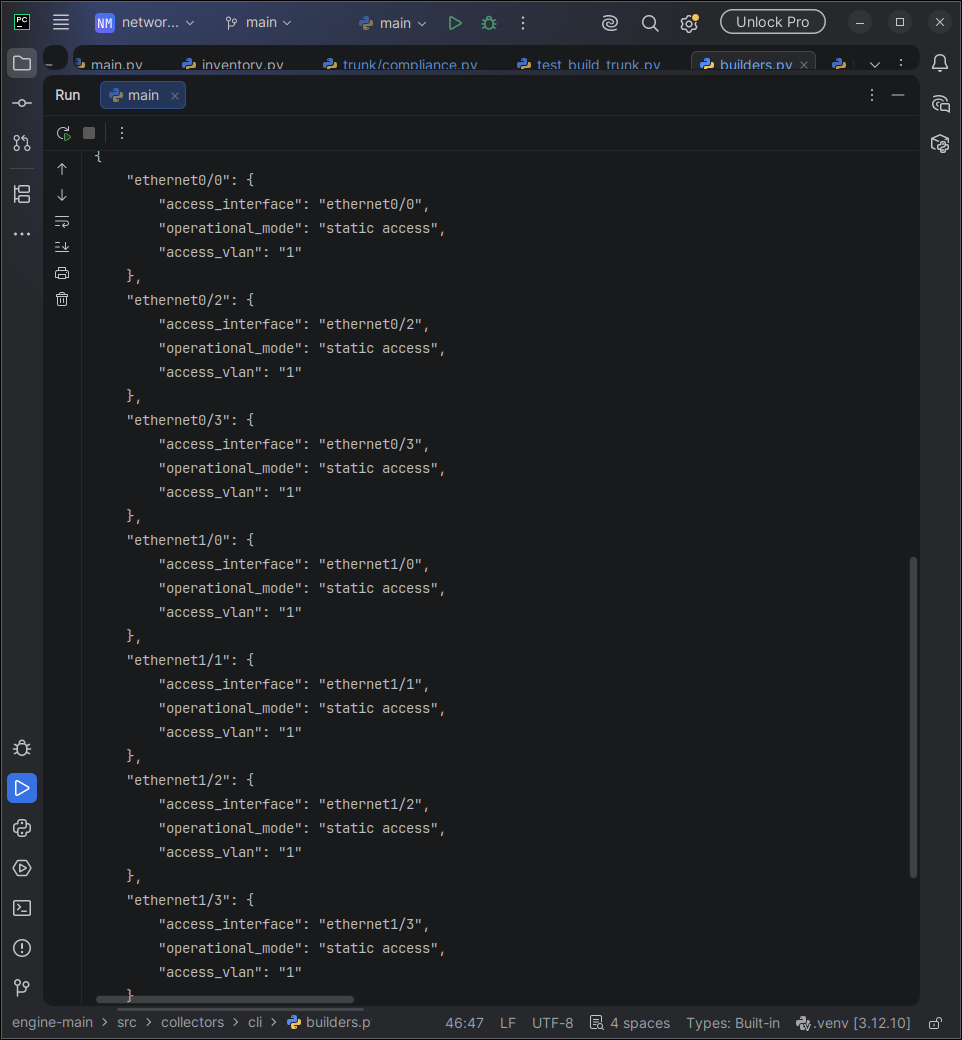 PC
NM networ...
main
main
Unlock Pro
main.py
inventory.py
trunk/compliance.py
test_build_trunk.py
builders.py
Run
main
{
    "ethernet0/0": {
        "access_interface": "ethernet0/0",
        "operational_mode": "static access",
        "access_vlan": "1"
    },
    "ethernet0/2": {
        "access_interface": "ethernet0/2",
        "operational_mode": "static access",
        "access_vlan": "1"
    },
    "ethernet0/3": {
        "access_interface": "ethernet0/3",
        "operational_mode": "static access",
        "access_vlan": "1"
    },
    "ethernet1/0": {
        "access_interface": "ethernet1/0",
        "operational_mode": "static access",
        "access_vlan": "1"
    },
    "ethernet1/1": {
        "access_interface": "ethernet1/1",
        "operational_mode": "static access",
        "access_vlan": "1"
    },
    "ethernet1/2": {
        "access_interface": "ethernet1/2",
        "operational_mode": "static access",
        "access_vlan": "1"
    },
    "ethernet1/3": {
        "access_interface": "ethernet1/3",
        "operational_mode": "static access",
        "access_vlan": "1"
    }
engine-main > src > collectors > cli > builders.p
46:47
LF
UTF-8
4 spaces
Types: Built-in
.venv [3.12.10]